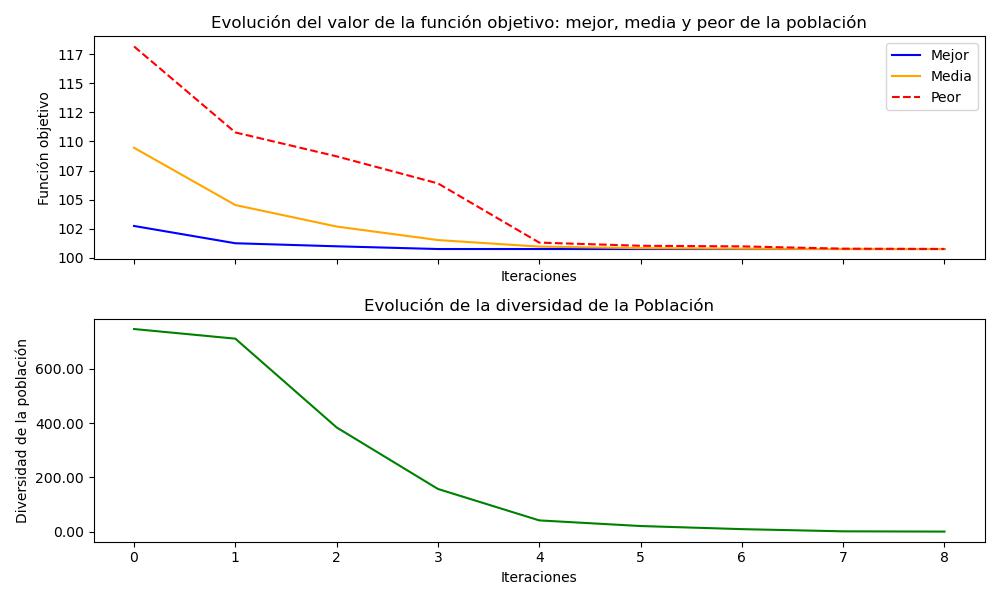 Evolución del valor de la función objetivo: mejor, media y peor de la población
Función objetivo
117
115
112
110
107
105
102
100
Mejor
Media
Peor
Iteraciones
Evolución de la diversidad de la Población
Diversidad de la población
600.00
400.00
200.00
0.00
0 1 2 3 4 5 6 7 8
Iteraciones